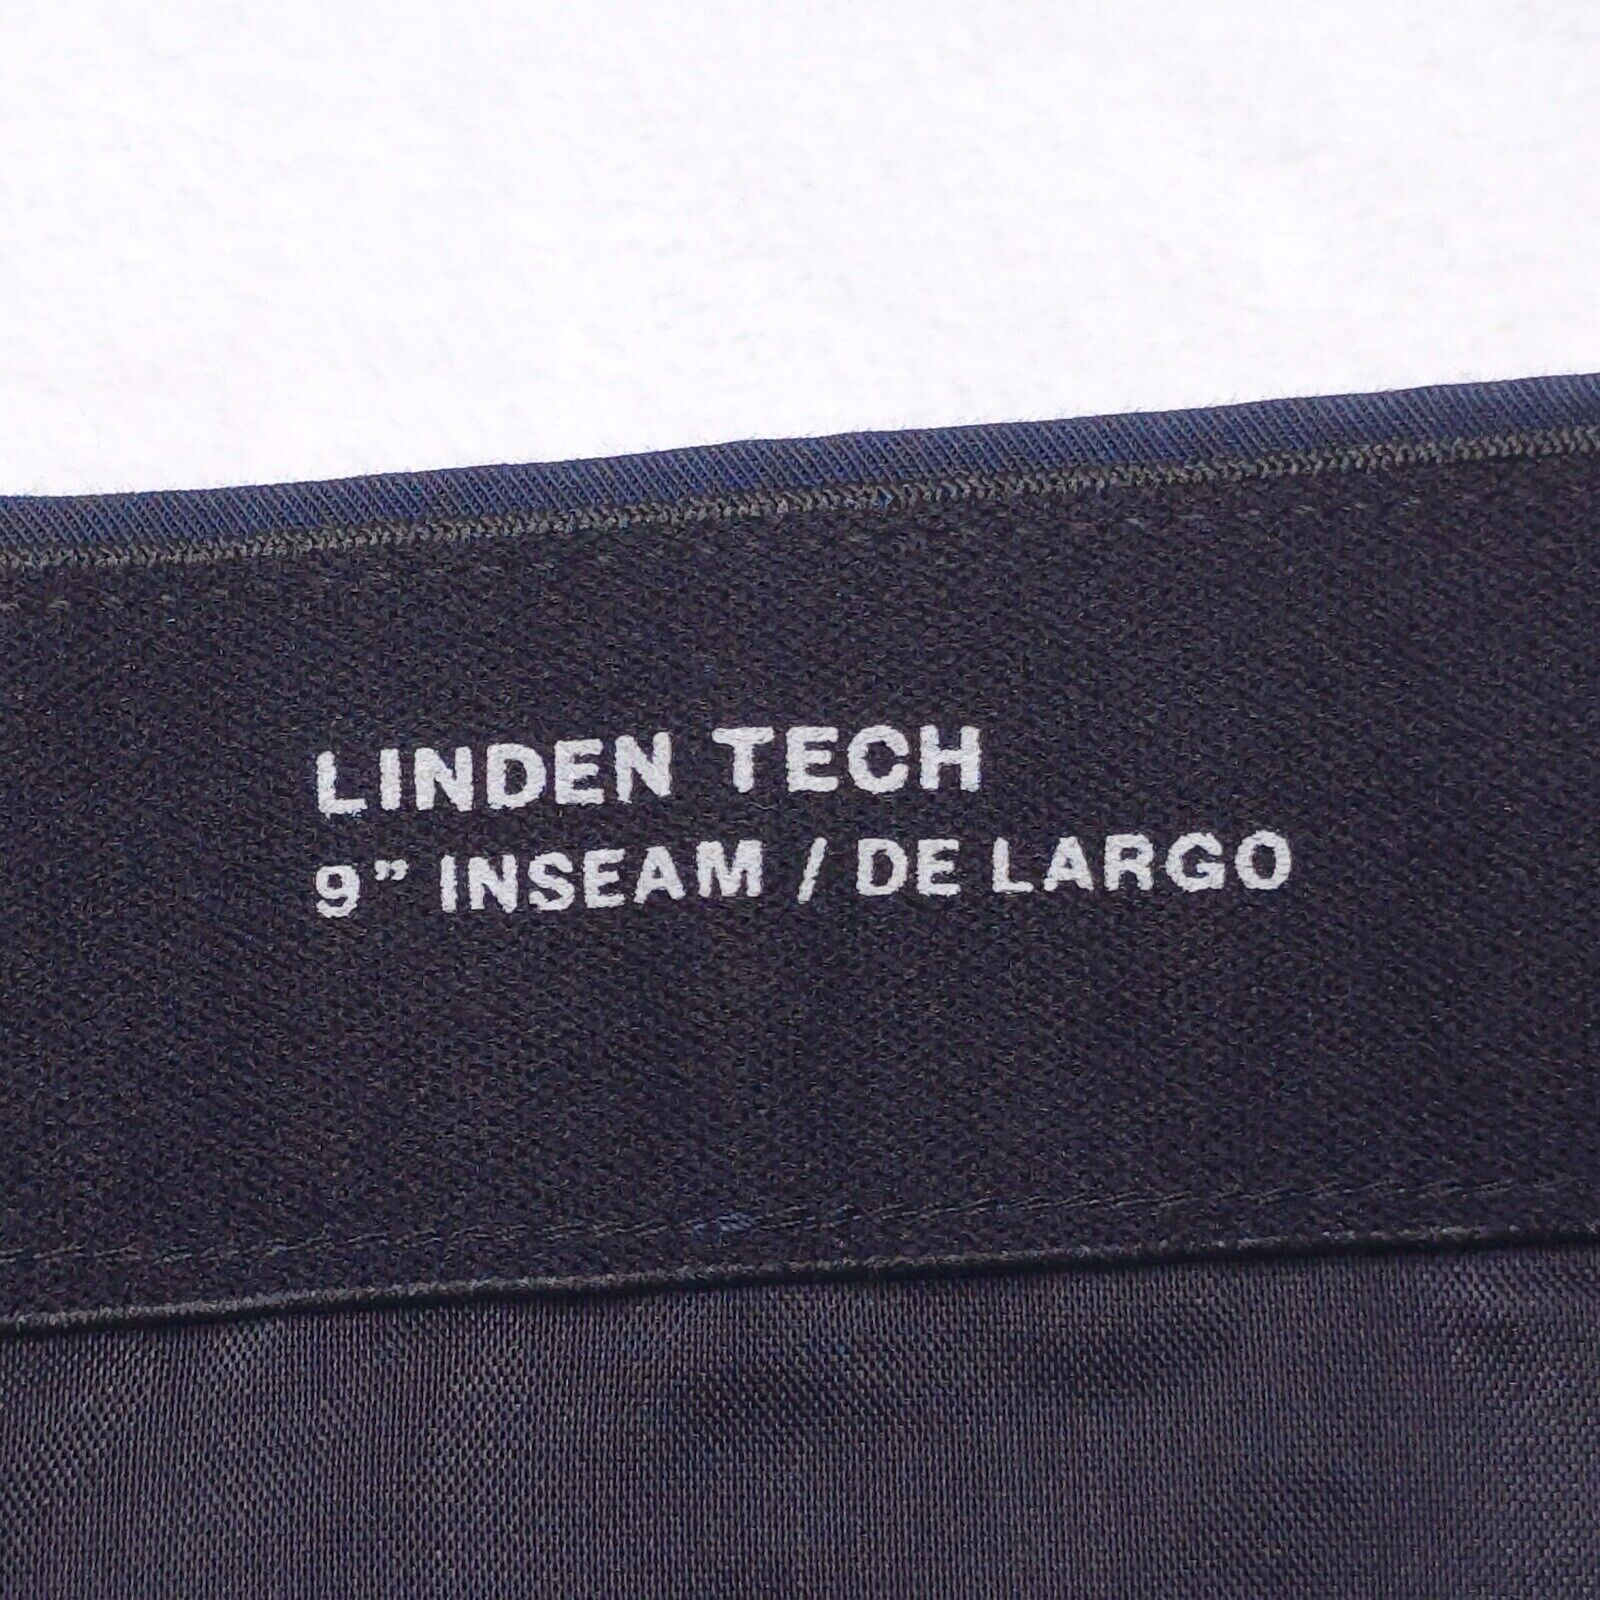 LINDEN TECH
9” INSEAM / DE LARGO